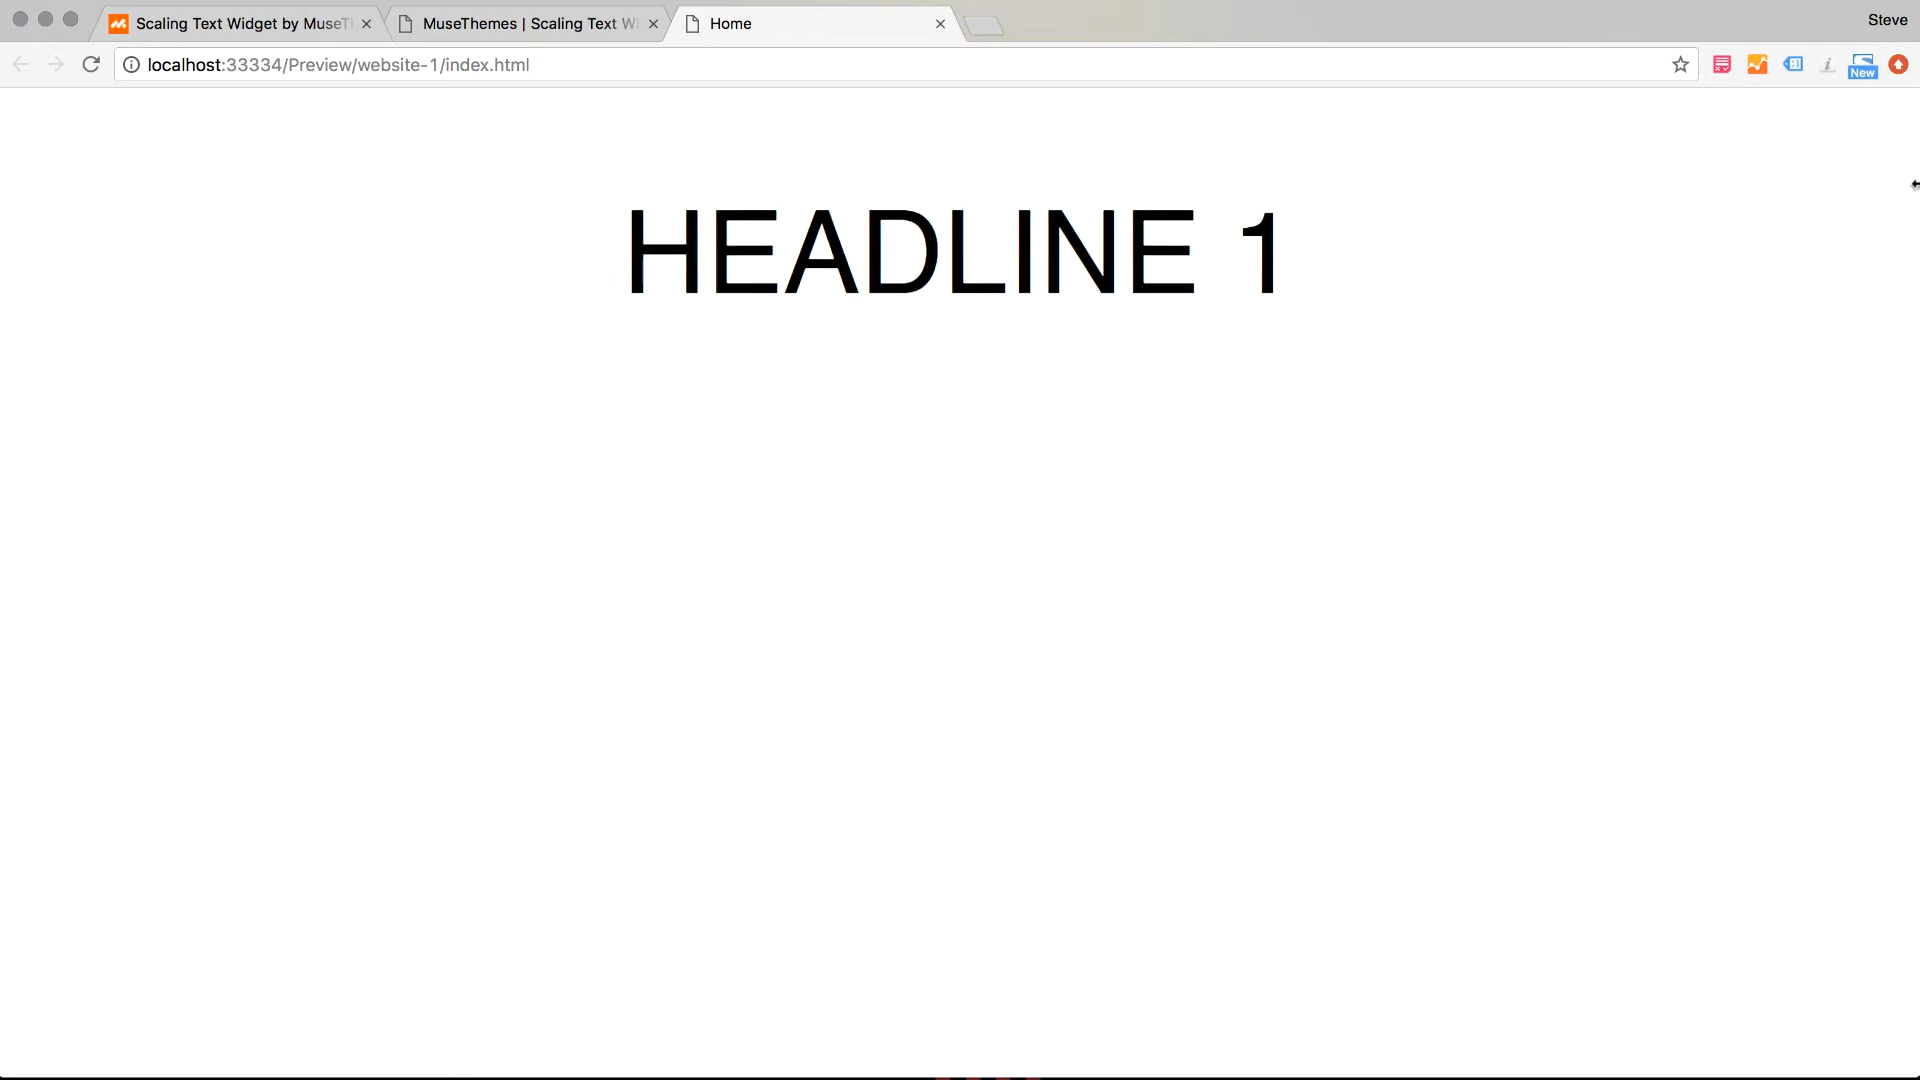 Scaling Text Widget by MuseT
MuseThemes | Scaling Text W
Home
Steve
localhost:33334/Preview/website-1/index.html
New
HEADLINE 1